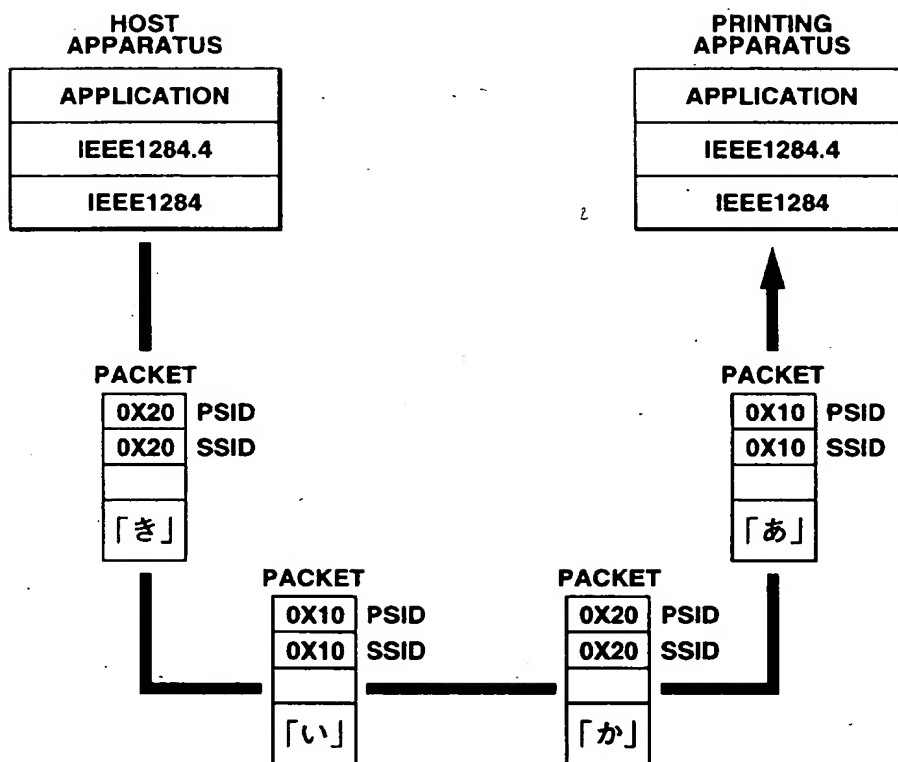 HOST
APPARATUS
APPLICATION
IEEE1284.4
IEEE1284
PRINTING
APPARATUS
APPLICATION
IEEE1284.4
IEEE1284
PACKET
0X20 PSID
0X20 SSID
「き」
PACKET
0X10 PSID
0X10 SSID
「い」
PACKET
0X20 PSID
0X20 SSID
「か」
PACKET
0X10 PSID
0X10 SSID
「あ」